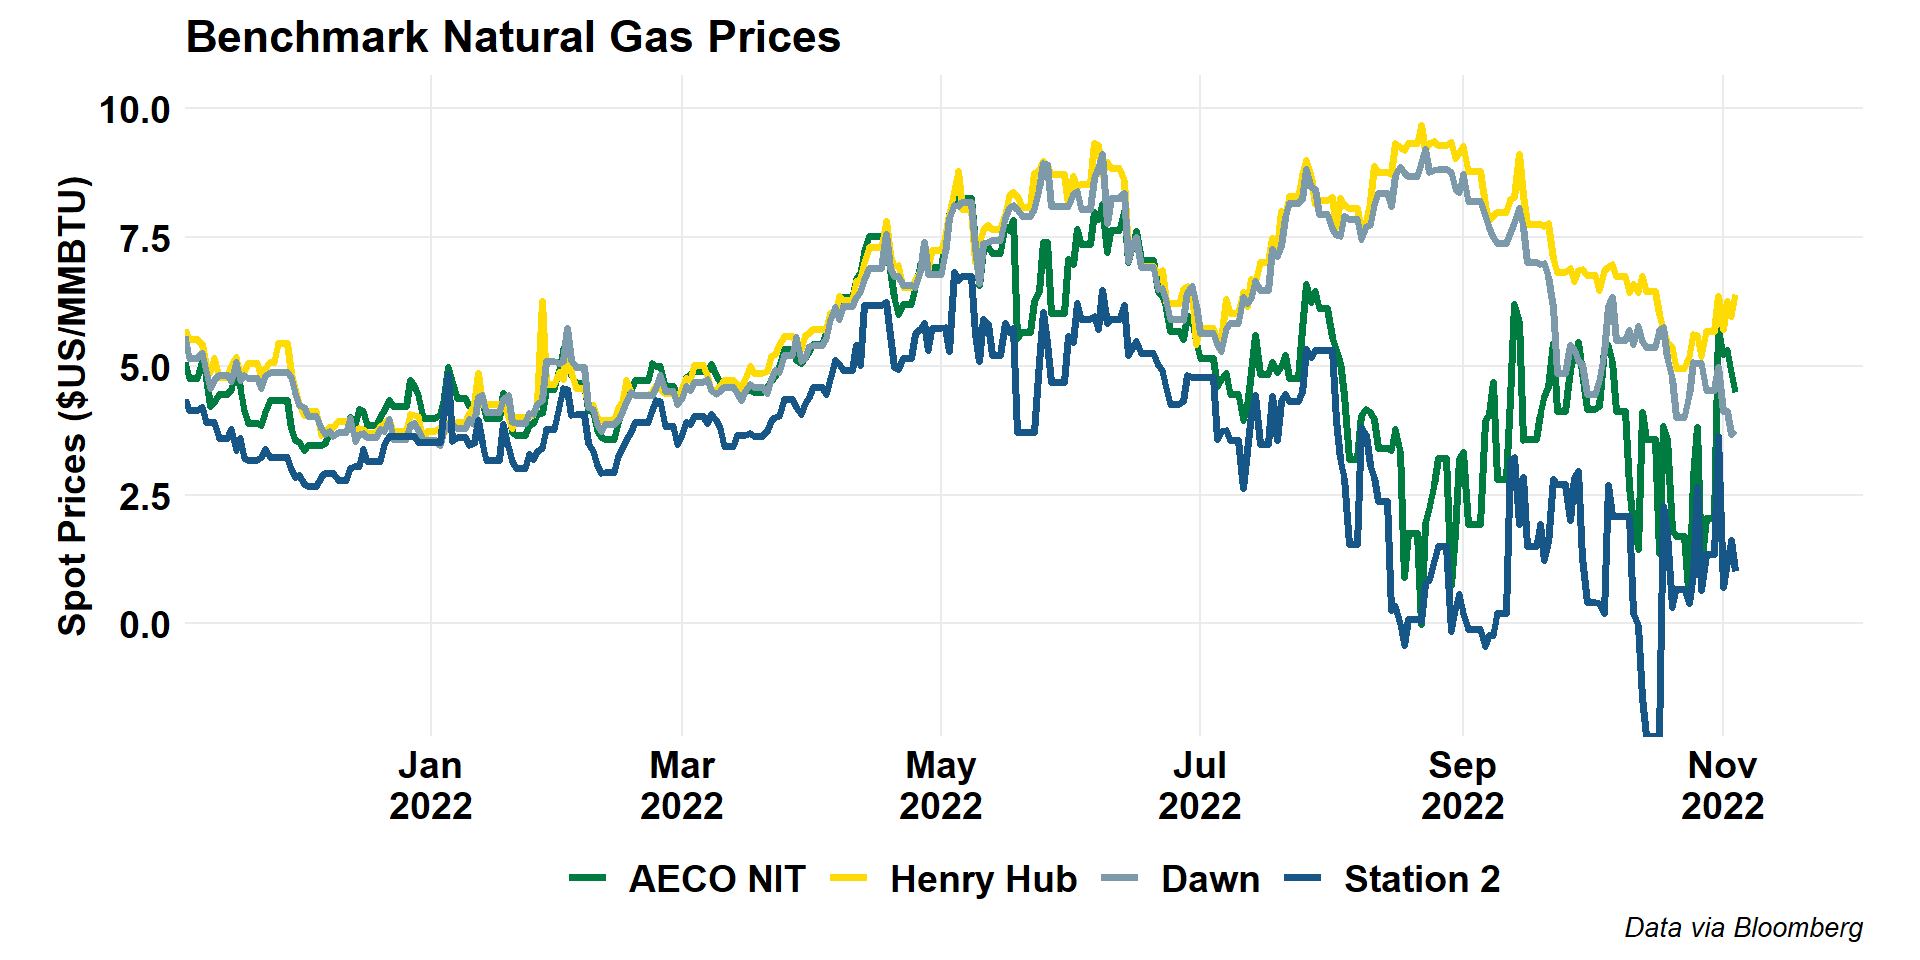 Benchmark Natural Gas Prices
Spot Prices ($US/MMBTU)
10.0
7.5
5.0
2.5
0.0
Jan Mar May Jul Sep Nov
2022 2022 2022 2022 2022 2022
AECO NIT Henry Hub Dawn Station 2
Data via Bloomberg